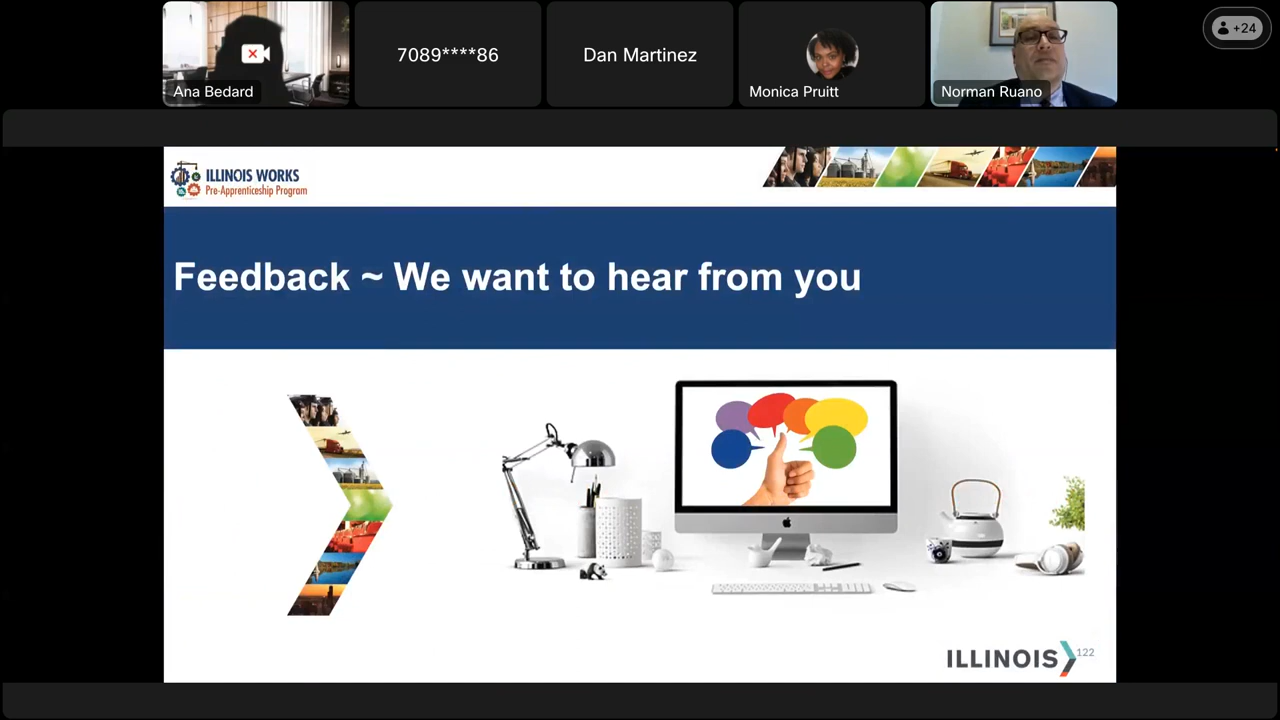 Ana Bedard
7089****86
Dan Martinez
Monica Pruitt
Norman Ruano
+24
ILLINOIS WORKS
Pre-Apprenticeship Program
Feedback ~ We want to hear from you
ILLINOIS
122